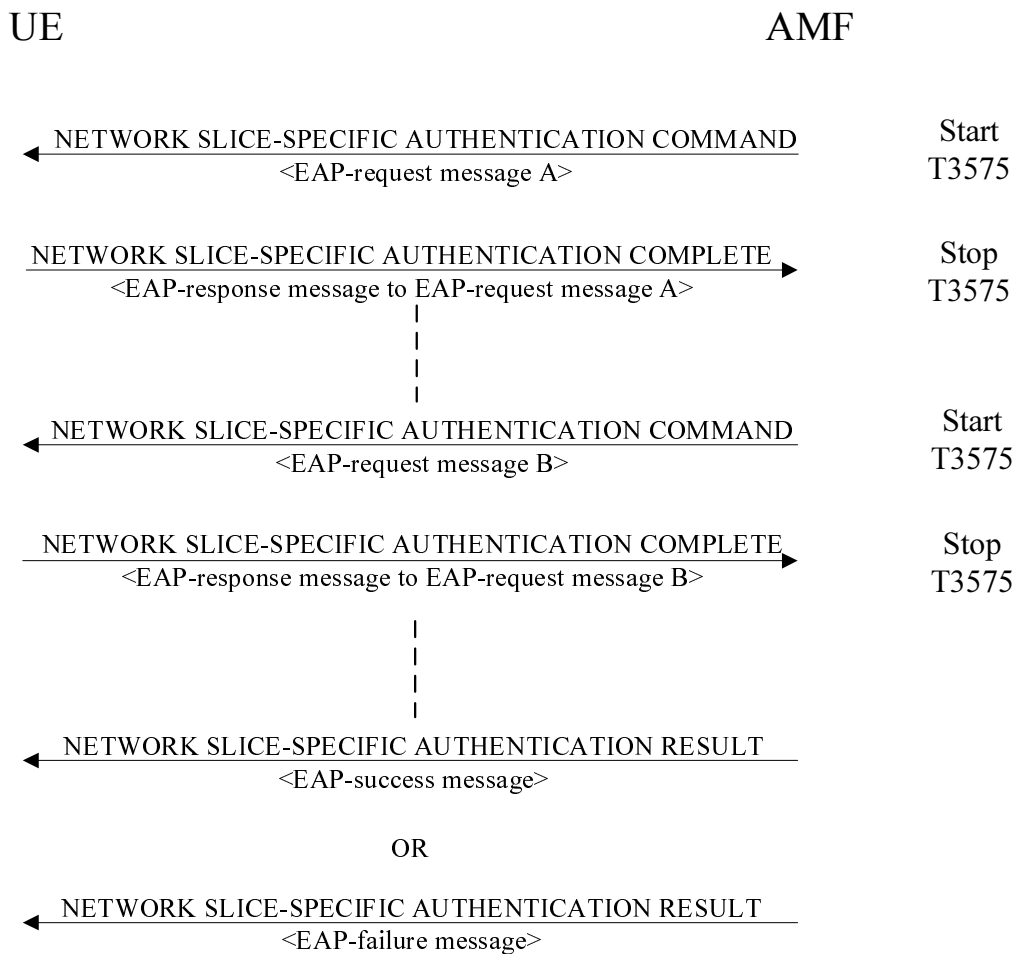 UE
AMF
NETWORK SLICE-SPECIFIC AUTHENTICATION COMMAND
<EAP-request message A>
Start
T3575
NETWORK SLICE-SPECIFIC AUTHENTICATION COMPLETE
<EAP-response message to EAP-request message A>
Stop
T3575
NETWORK SLICE-SPECIFIC AUTHENTICATION COMMAND
<EAP-request message B>
Start
T3575
NETWORK SLICE-SPECIFIC AUTHENTICATION COMPLETE
<EAP-response message to EAP-request message B>
Stop
T3575
NETWORK SLICE-SPECIFIC AUTHENTICATION RESULT
<EAP-success message>
OR
NETWORK SLICE-SPECIFIC AUTHENTICATION RESULT
<EAP-failure message>